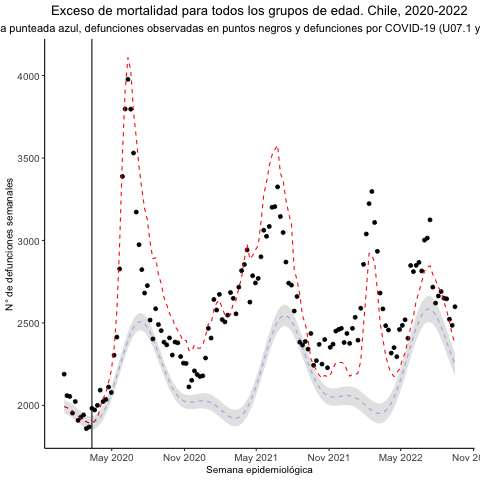 Exceso de mortalidad para todos los grupos de edad. Chile, 2020-2022
a punteada azul, defunciones observadas en puntos negros y defunciones por COVID-19 (U07.1 y
4000
3500
3000
2500
2000
N° de defunciones semanales
May 2020
Nov 2020
May 2021
Nov 2021
May 2022
Nov 20
Semana epidemiológica